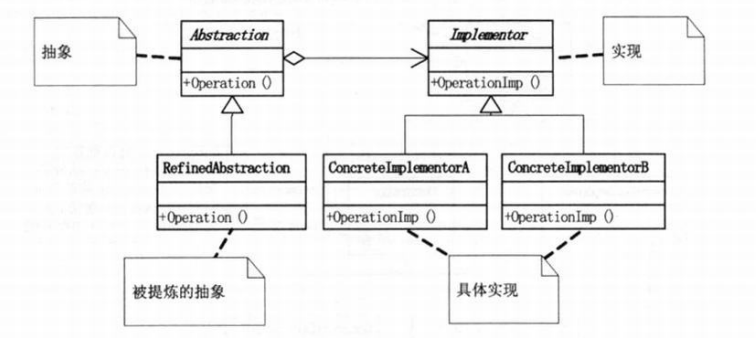 抽象
Abstraction
+Operation ()
Implementor
+OperationImp ()
实现
RefinedAbstraction
+Operation ()
ConcreteImplementorA
+OperationImp ()
ConcreteImplementorB
+OperationImp ()
被提炼的抽象
具体实现